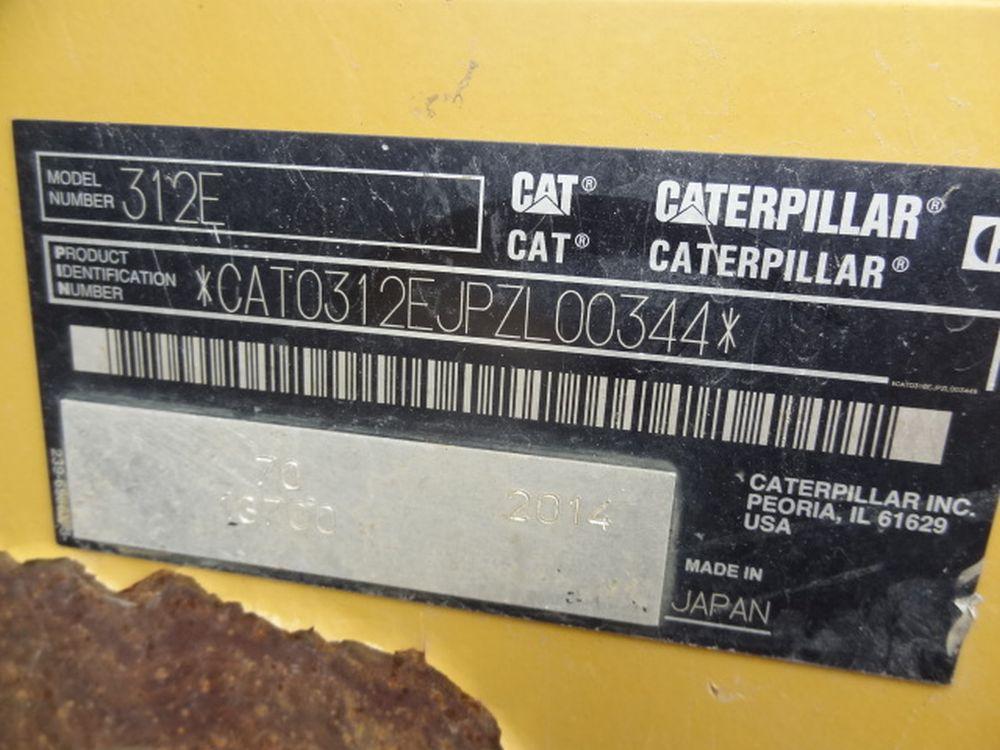 MODEL
NUMBER 312E
CAT® CATERPILLAR®
CAT® CATERPILLAR®
PRODUCT
IDENTIFICATION
NUMBER *CAT0312EJPZL00344*
70
13700 2014
CATERPILLAR INC.
PEORIA, IL 61629
USA
MADE IN
JAPAN